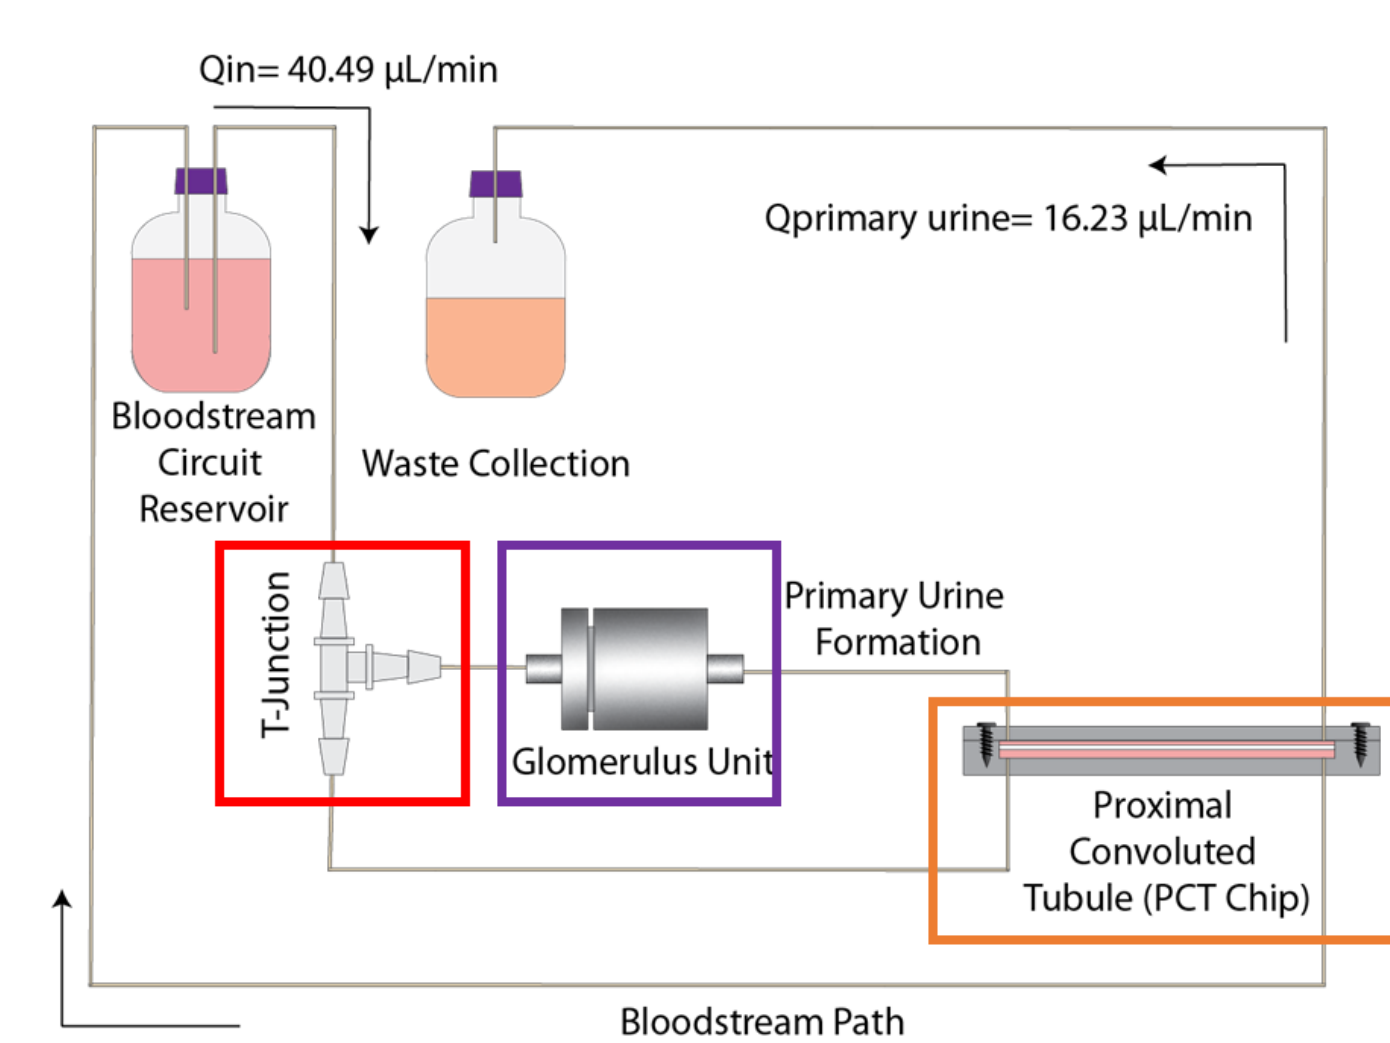 Qin= 40.49 µL/min
Qprimary urine= 16.23 µL/min
Bloodstream
Circuit
Reservoir
Waste Collection
T-Junction
Glomerulus Unit
Primary Urine
Formation
Proximal
Convoluted
Tubule (PCT Chip)
Bloodstream Path